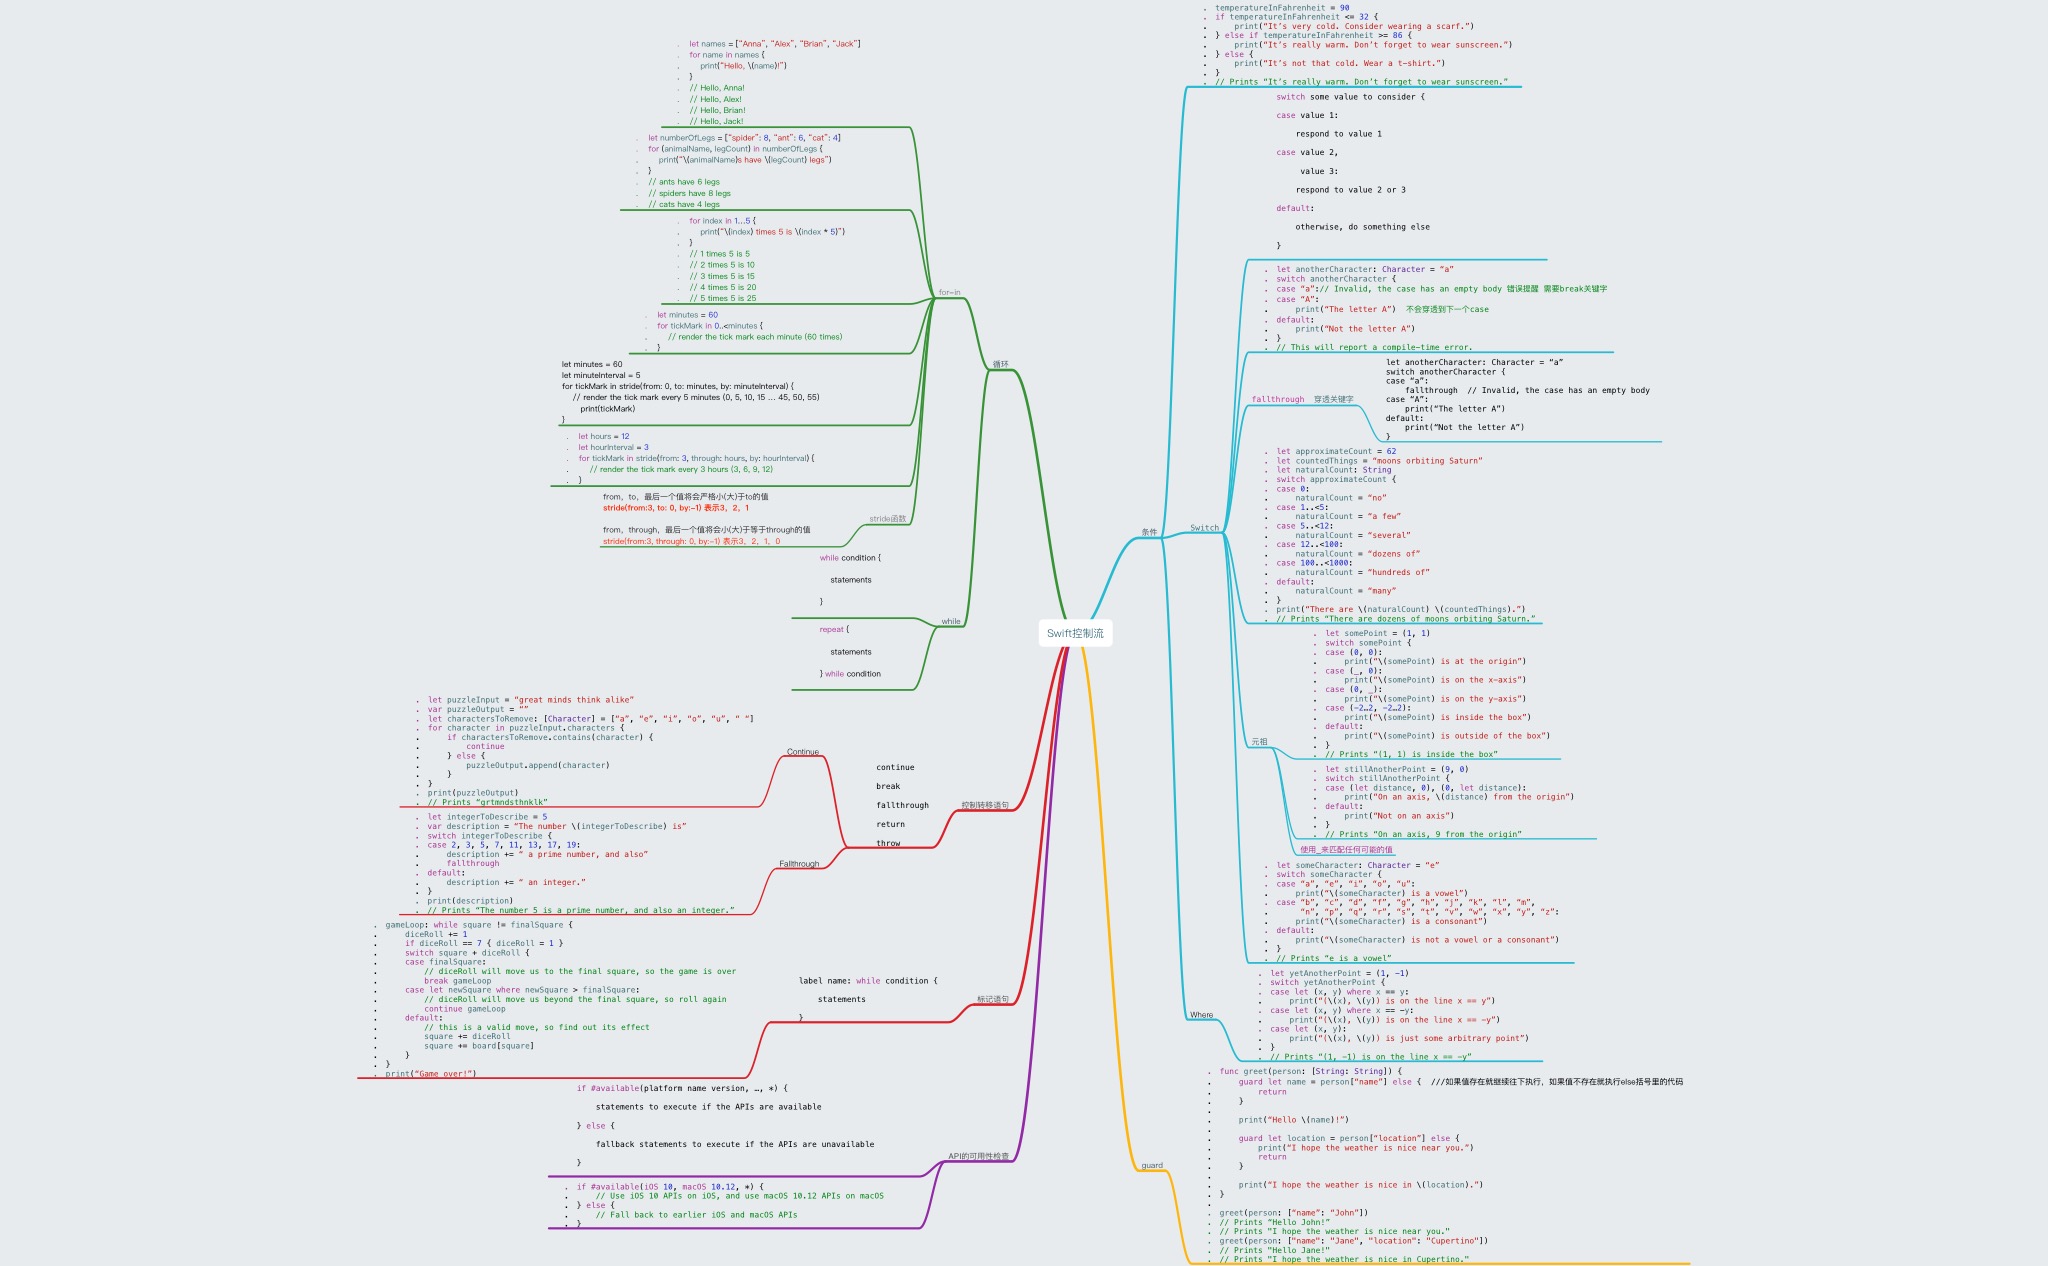 Swift控制流
循环
for-in
. let names = [“Anna”, “Alex”, “Brian”, “Jack”]
. for name in names {
.     print(“Hello, \(name)!”)
. }
. // Hello, Anna!
. // Hello, Alex!
. // Hello, Brian!
. // Hello, Jack!
. let numberOfLegs = [“spider”: 8, “ant”: 6, “cat”: 4]
. for (animalName, legCount) in numberOfLegs {
.     print(“\(animalName)s have \(legCount) legs”)
. }
. // ants have 6 legs
. // spiders have 8 legs
. // cats have 4 legs
. for index in 1...5 {
.     print(“\(index) times 5 is \(index * 5)”)
. }
. // 1 times 5 is 5
. // 2 times 5 is 10
. // 3 times 5 is 15
. // 4 times 5 is 20
. // 5 times 5 is 25
. let minutes = 60
. for tickMark in 0..<minutes {
.     // render the tick mark each minute (60 times)
. }
let minutes = 60
let minuteInterval = 5
for tickMark in stride(from: 0, to: minutes, by: minuteInterval) {
    // render the tick mark every 5 minutes (0, 5, 10, 15 ... 45, 50, 55)
       print(tickMark)
}
. let hours = 12
. let hourInterval = 3
. for tickMark in stride(from: 3, through: hours, by: hourInterval) {
.     // render the tick mark every 3 hours (3, 6, 9, 12)
. }
stride函数
from，to，最后一个值将会严格小(大)于to的值
stride(from:3, to: 0, by:-1) 表示3，2，1
from，through，最后一个值将会小(大)于等于through的值
stride(from:3, through: 0, by:-1) 表示3，2，1，0
while
while condition {
    statements
}
repeat {
    statements
} while condition
控制转移语句
continue
break
fallthrough
return
throw
Continue
. let puzzleInput = “great minds think alike”
. var puzzleOutput = “”
. let charactersToRemove: [Character] = [“a”, “e”, “i”, “o”, “u”, “ “]
. for character in puzzleInput.characters {
.     if charactersToRemove.contains(character) {
.         continue
.     } else {
.         puzzleOutput.append(character)
.     }
. }
. print(puzzleOutput)
. // Prints “grtmndsthnklk”
Fallthrough
. let integerToDescribe = 5
. var description = “The number \(integerToDescribe) is”
. switch integerToDescribe {
. case 2, 3, 5, 7, 11, 13, 17, 19:
.     description += “ a prime number, and also”
.     fallthrough
. default:
.     description += “ an integer.”
. }
. print(description)
. // Prints “The number 5 is a prime number, and also an integer.”
标记语句
label name: while condition {
    statements
}
. gameLoop: while square != finalSquare {
.     diceRoll += 1
.     if diceRoll == 7 { diceRoll = 1 }
.     switch square + diceRoll {
.     case finalSquare:
.         // diceRoll will move us to the final square, so the game is over
.         break gameLoop
.     case let newSquare where newSquare > finalSquare:
.         // diceRoll will move us beyond the final square, so roll again
.         continue gameLoop
.     default:
.         // this is a valid move, so find out its effect
.         square += diceRoll
.         square += board[square]
.     }
. }
. print(“Game over!”)
API的可用性检查
if #available(platform name version, …, *) {
    statements to execute if the APIs are available
} else {
    fallback statements to execute if the APIs are unavailable
}
. if #available(iOS 10, macOS 10.12, *) {
.     // Use iOS 10 APIs on iOS, and use macOS 10.12 APIs on macOS
. } else {
.     // Fall back to earlier iOS and macOS APIs
. }
条件
. temperatureInFahrenheit = 90
. if temperatureInFahrenheit <= 32 {
.     print(“It’s very cold. Consider wearing a scarf.”)
. } else if temperatureInFahrenheit >= 86 {
.     print(“It’s really warm. Don’t forget to wear sunscreen.”)
. } else {
.     print(“It’s not that cold. Wear a t-shirt.”)
. }
. // Prints “It’s really warm. Don’t forget to wear sunscreen.”
Switch
switch some value to consider {
case value 1:
    respond to value 1
case value 2,
     value 3:
    respond to value 2 or 3
default:
    otherwise, do something else
}
. let anotherCharacter: Character = “a”
. switch anotherCharacter {
. case “a”:// Invalid, the case has an empty body 错误提醒 需要break关键字
. case “A”:
.     print(“The letter A”)  不会穿透到下一个case
. default:
.     print(“Not the letter A”)
. }
. // This will report a compile-time error.
fallthrough  穿透关键字
let anotherCharacter: Character = “a”
switch anotherCharacter {
case “a”:
    fallthrough  // Invalid, the case has an empty body
case “A”:
    print(“The letter A”)
default:
    print(“Not the letter A”)
}
. let approximateCount = 62
. let countedThings = “moons orbiting Saturn”
. let naturalCount: String
. switch approximateCount {
. case 0:
.     naturalCount = “no”
. case 1..<5:
.     naturalCount = “a few”
. case 5..<12:
.     naturalCount = “several”
. case 12..<100:
.     naturalCount = “dozens of”
. case 100..<1000:
.     naturalCount = “hundreds of”
. default:
.     naturalCount = “many”
. }
. print(“There are \(naturalCount) \(countedThings).”)
. // Prints “There are dozens of moons orbiting Saturn.”
元祖
. let somePoint = (1, 1)
. switch somePoint {
. case (0, 0):
.     print(“\(somePoint) is at the origin”)
. case (_, 0):
.     print(“\(somePoint) is on the x-axis”)
. case (0, _):
.     print(“\(somePoint) is on the y-axis”)
. case (-2…2, -2…2):
.     print(“\(somePoint) is inside the box”)
. default:
.     print(“\(somePoint) is outside of the box”)
. }
. // Prints “(1, 1) is inside the box”
. let stillAnotherPoint = (9, 0)
. switch stillAnotherPoint {
. case (let distance, 0), (0, let distance):
.     print(“On an axis, \(distance) from the origin”)
. default:
.     print(“Not on an axis”)
. }
. // Prints “On an axis, 9 from the origin”
使用_来匹配任何可能的值
. let someCharacter: Character = “e”
. switch someCharacter {
. case “a”, “e”, “i”, “o”, “u”:
.     print(“\(someCharacter) is a vowel”)
. case “b”, “c”, “d”, “f”, “g”, “h”, “j”, “k”, “l”, “m”,
.      “n”, “p”, “q”, “r”, “s”, “t”, “v”, “w”, “x”, “y”, “z”:
.     print(“\(someCharacter) is a consonant”)
. default:
.     print(“\(someCharacter) is not a vowel or a consonant”)
. }
. // Prints “e is a vowel”
Where
. let yetAnotherPoint = (1, -1)
. switch yetAnotherPoint {
. case let (x, y) where x == y:
.     print(“(\(x), \(y)) is on the line x == y”)
. case let (x, y) where x == -y:
.     print(“(\(x), \(y)) is on the line x == -y”)
. case let (x, y):
.     print(“(\(x), \(y)) is just some arbitrary point”)
. }
. // Prints “(1, -1) is on the line x == -y”
guard
. func greet(person: [String: String]) {
.     guard let name = person[“name”] else {  ///如果值存在就继续往下执行，如果值不存在就执行else括号里的代码
.         return
.     }
.
.     print(“Hello \(name)!”)
.
.     guard let location = person[“location”] else {
.         print(“I hope the weather is nice near you.”)
.         return
.     }
.
.     print(“I hope the weather is nice in \(location).”)
. }
.
. greet(person: [“name”: “John”])
. // Prints “Hello John!”
. // Prints "I hope the weather is nice near you."
. greet(person: ["name": "Jane", "location": "Cupertino"])
. // Prints "Hello Jane!"
. // Prints "I hope the weather is nice in Cupertino."